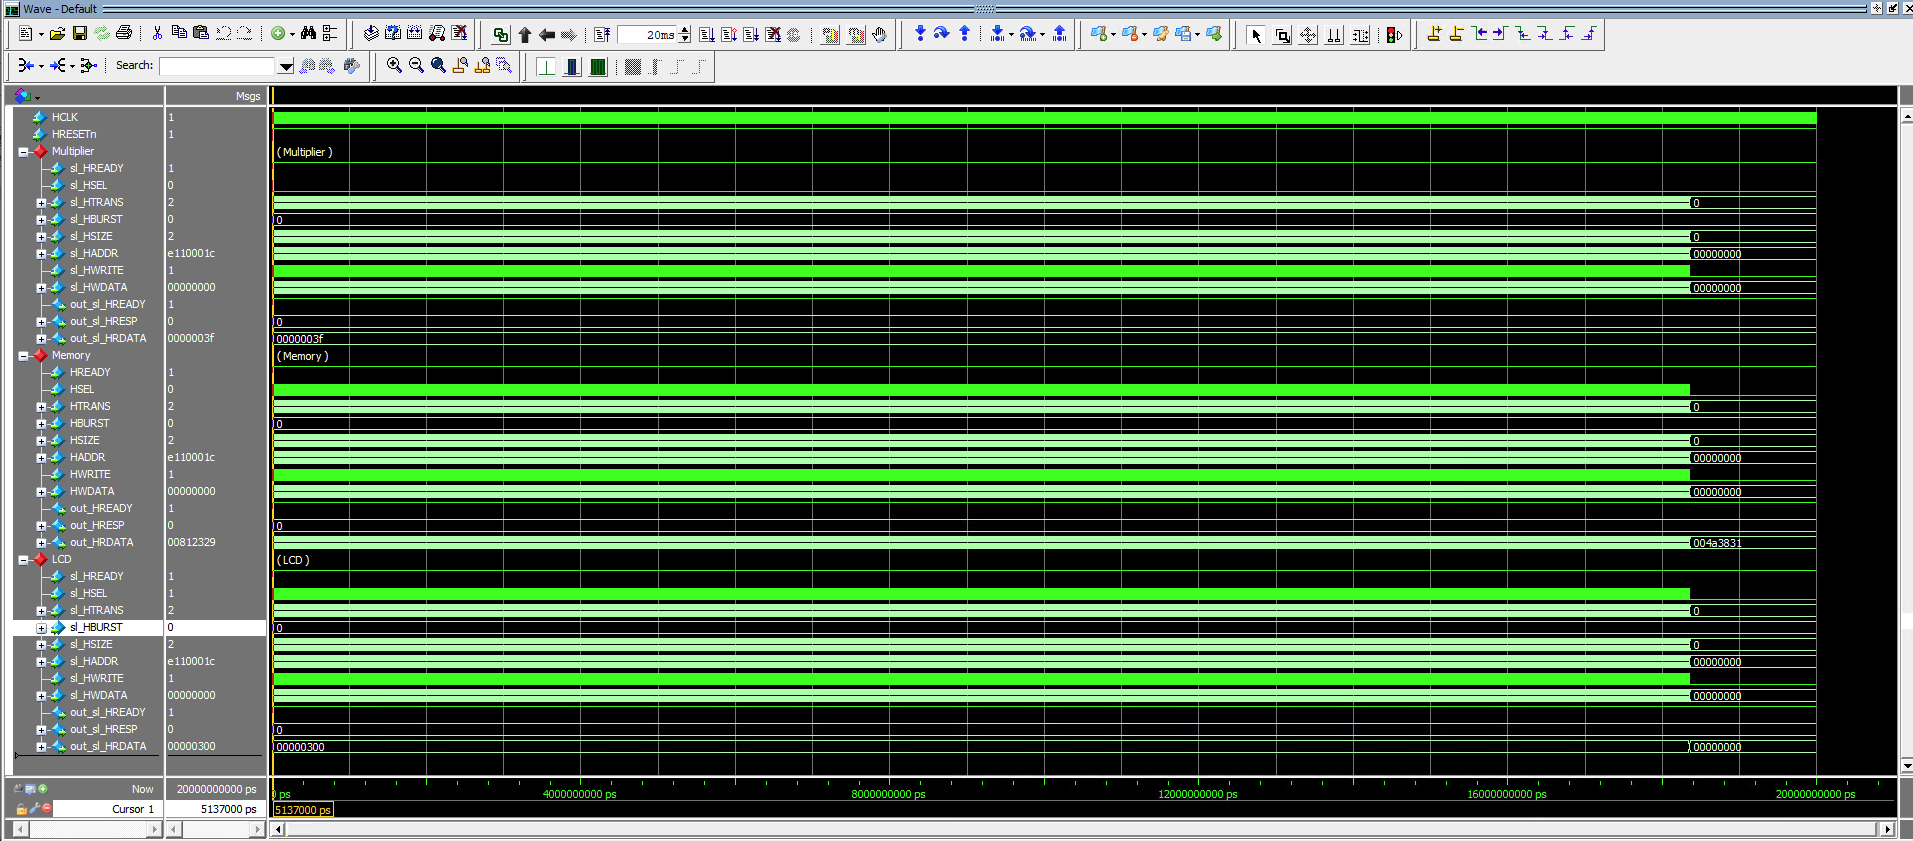 Wave - Default
20ms
Search:
Msgs
HCLK 1
HRESETn 1
Multiplier ( Multiplier )
sl_HREADY 1
sl_HSEL 0
sl_HTRANS 2 0
sl_HBURST 0 0
sl_HSIZE 2 0
sl_HADDR e110001c 00000000
sl_HWRITE 1
sl_HWDATA 00000000 00000000
out_sl_HREADY 1
out_sl_HRESP 0 0
out_sl_HRDATA 0000003f 0000003f
Memory ( Memory )
HREADY 1
HSEL 0
HTRANS 2 0
HBURST 0 0
HSIZE 2 0
HADDR e110001c 00000000
HWRITE 1
HWDATA 00000000 00000000
out_HREADY 1
out_HRESP 0 0
out_HRDATA 00812329 004a3831
LCD ( LCD )
sl_HREADY 1
sl_HSEL 1
sl_HTRANS 2 0
sl_HBURST 0 0
sl_HSIZE 2 0
sl_HADDR e110001c 00000000
sl_HWRITE 1
sl_HWDATA 00000000 00000000
out_sl_HREADY 1
out_sl_HRESP 0 0
out_sl_HRDATA 00000300 00000300 00000000
Now 20000000000 ps 0 ps 4000000000 ps 8000000000 ps 12000000000 ps 16000000000 ps 20000000000 ps
Cursor 1 5137000 ps 5137000 ps